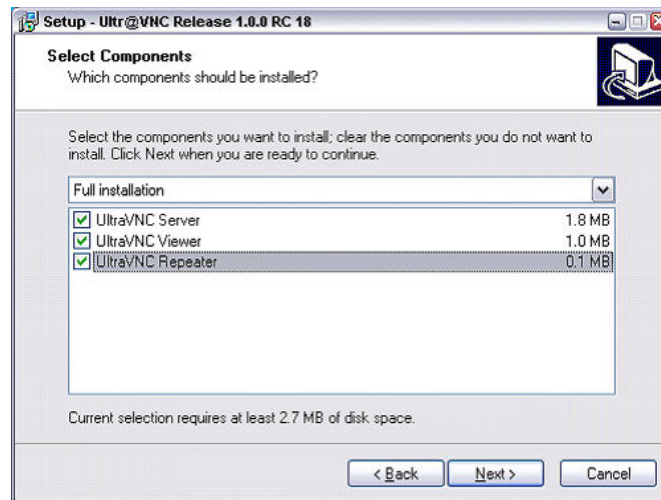 Setup - Ultr@VNC Release 1.0.0 RC 18
Select Components
Which components should be installed?
Select the components you want to install; clear the components you do not want to
install. Click Next when you are ready to continue.
Full installation
UltraVNC Server 1.8 MB
UltraVNC Viewer 1.0 MB
UltraVNC Repeater 0.1 MB
Current selection requires at least 2.7 MB of disk space.
< Back Next > Cancel